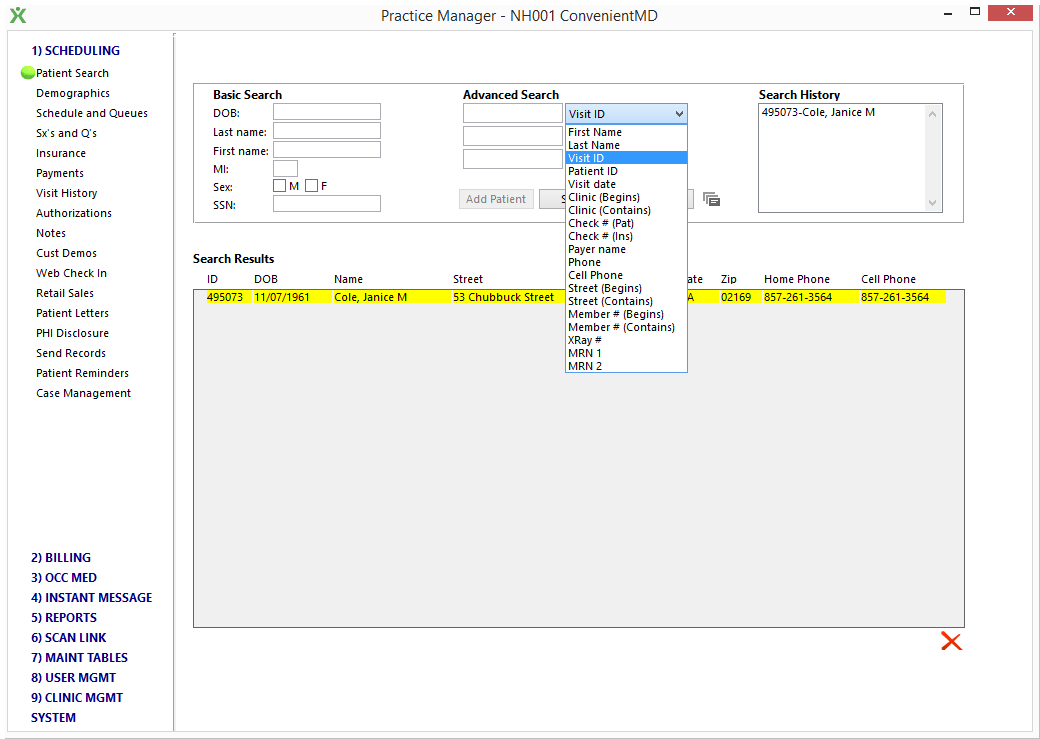 Practice Manager - NH001 ConvenientMD
1) SCHEDULING
Patient Search
Demographics
Schedule and Queues
Sx's and Q's
Insurance
Payments
Visit History
Authorizations
Notes
Cust Demos
Web Check In
Retail Sales
Patient Letters
PHI Disclosure
Send Records
Patient Reminders
Case Management
2) BILLING
3) OCC MED
4) INSTANT MESSAGE
5) REPORTS
6) SCAN LINK
7) MAINT TABLES
8) USER MGMT
9) CLINIC MGMT
SYSTEM
Basic Search
DOB:
Last name:
First name:
MI:
Sex: M F
SSN:
Advanced Search
Visit ID
First Name
Last Name
Visit ID
Patient ID
Visit date
Clinic (Begins)
Clinic (Contains)
Check # (Pat)
Check # (Ins)
Payer name
Phone
Cell Phone
Street (Begins)
Street (Contains)
Member # (Begins)
Member # (Contains)
XRay #
MRN 1
MRN 2
Add Patient
Search History
495073-Cole, Janice M
Search Results
ID DOB Name Street ate Zip Home Phone Cell Phone
495073 11/07/1961 Cole, Janice M 53 Chubbuck Street A 02169 857-261-3564 857-261-3564